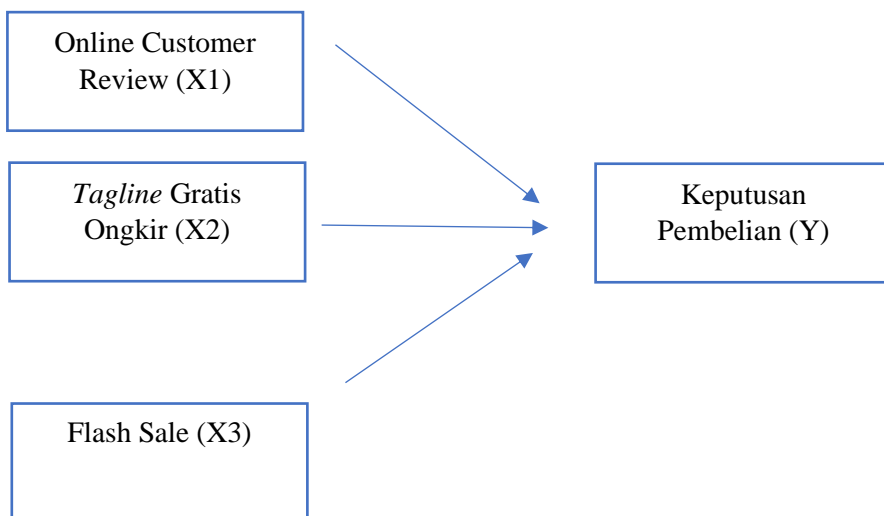 Online Customer
Review (X1)
Tagline Gratis
Ongkir (X2)
Keputusan
Pembelian (Y)
Flash Sale (X3)